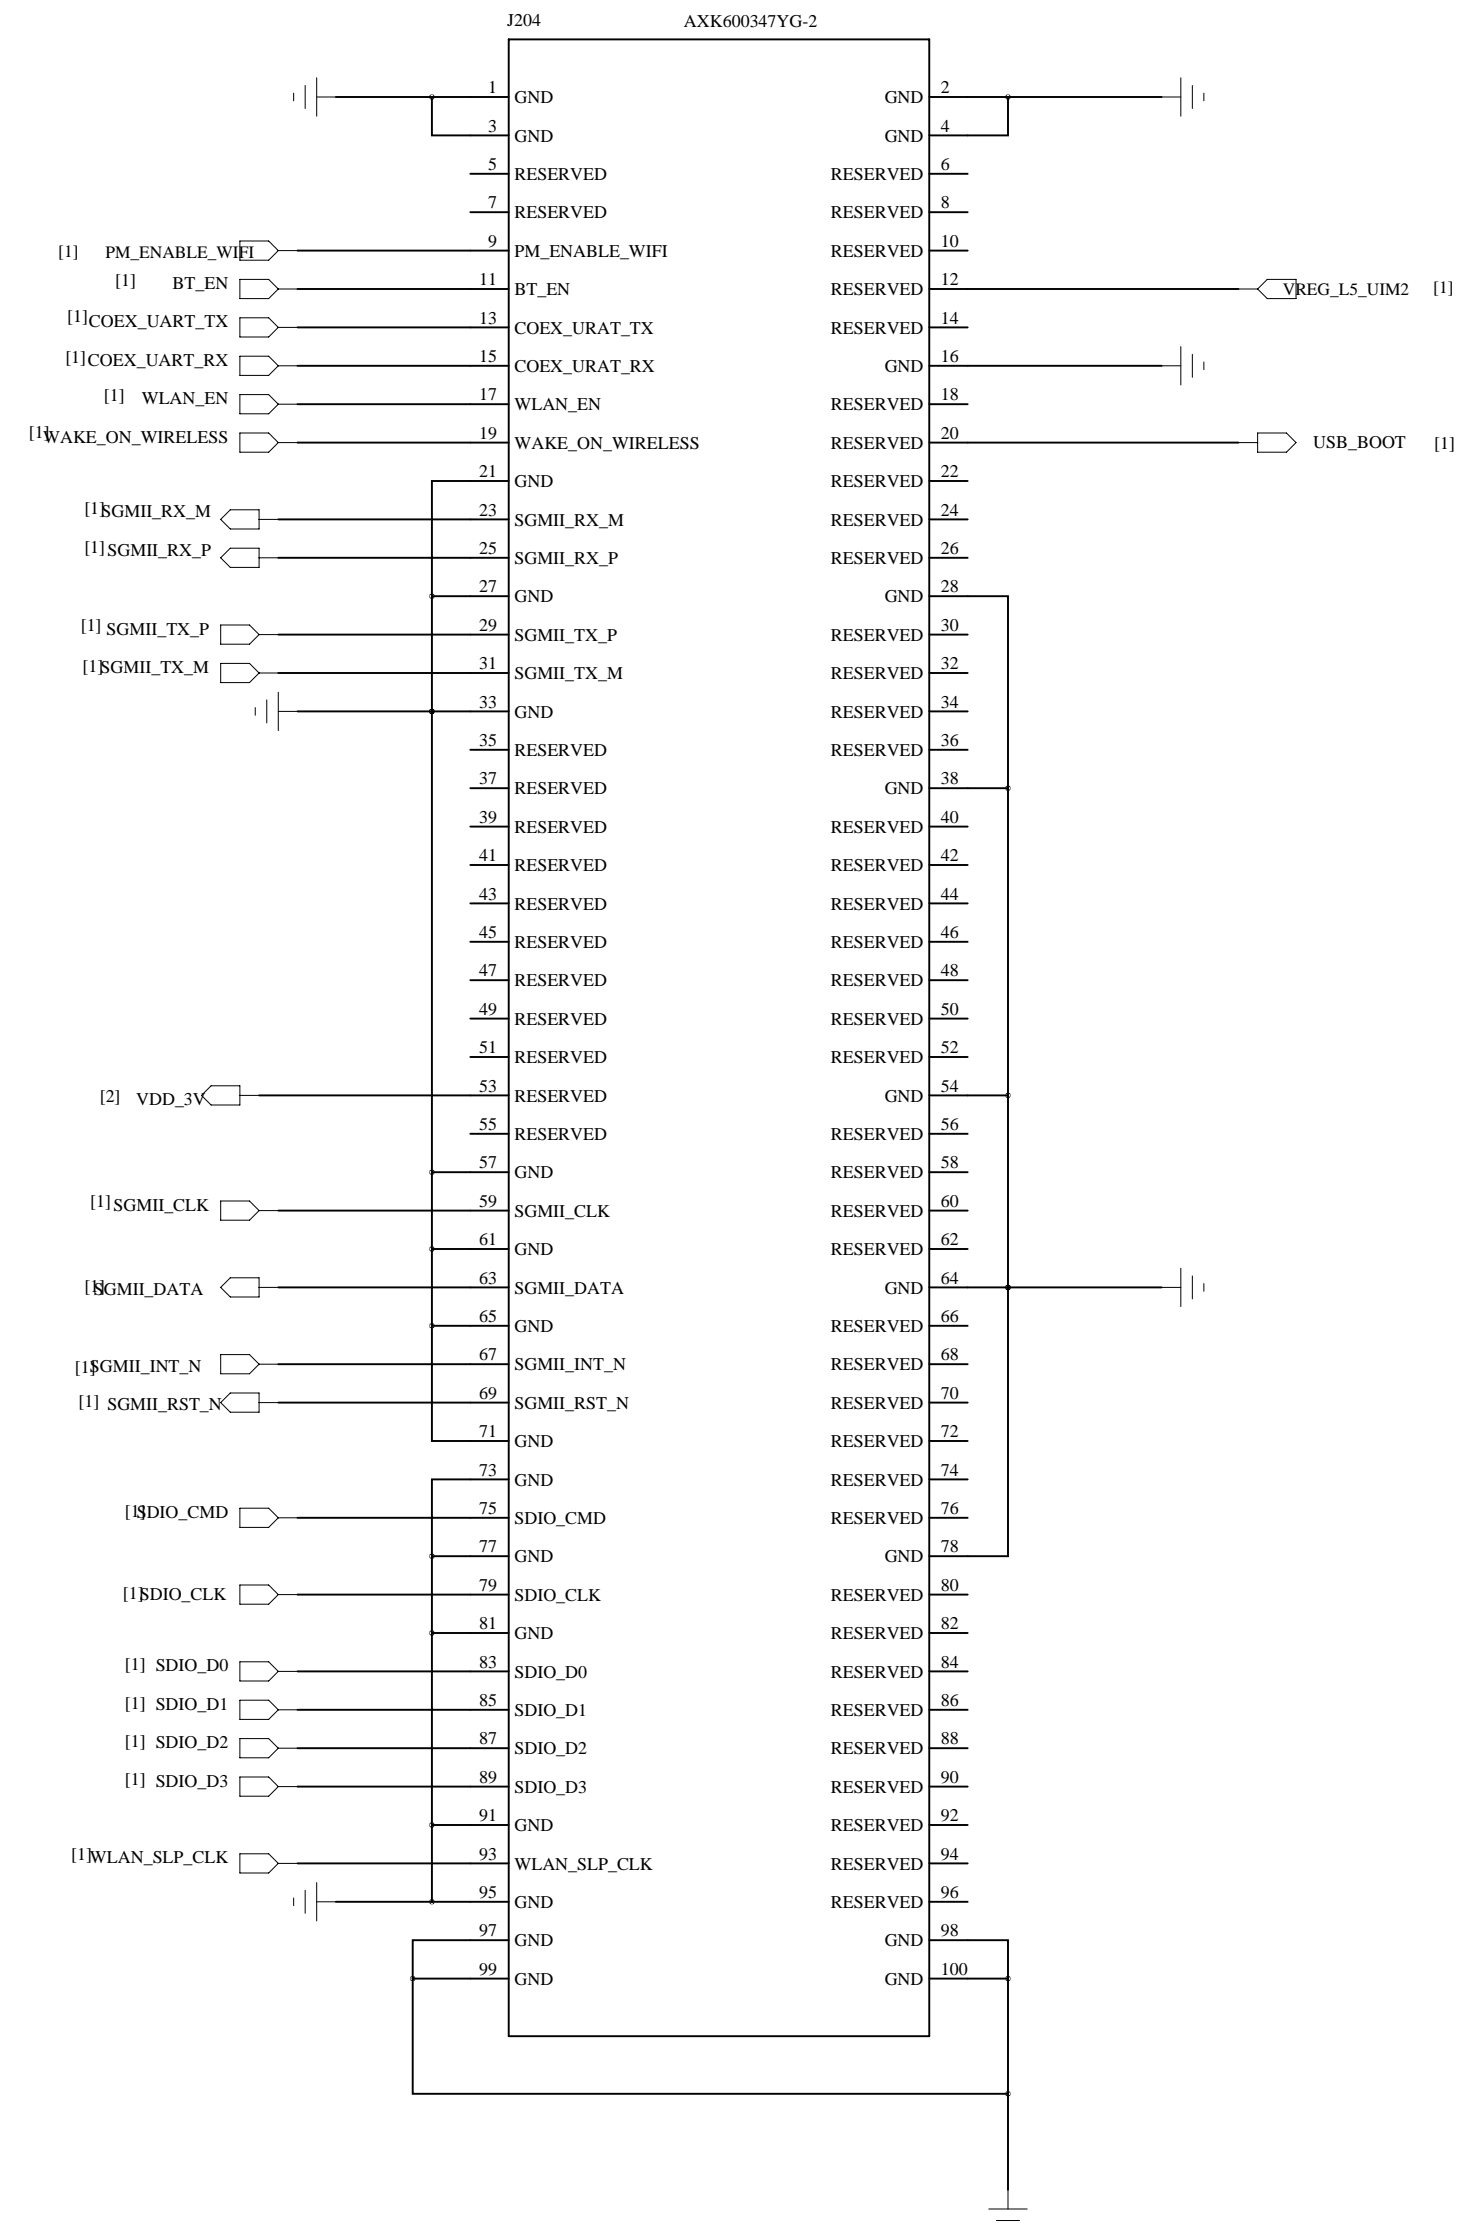 J204 AXK600347YG-2
1 GND GND 2
3 GND GND 4
5 RESERVED RESERVED 6
7 RESERVED RESERVED 8
[1] PM_ENABLE_WIFI 9 PM_ENABLE_WIFI RESERVED 10
[1] BT_EN 11 BT_EN RESERVED 12 VREG_L5_UIM2 [1]
[1] COEX_UART_TX 13 COEX_URAT_TX RESERVED 14
[1] COEX_UART_RX 15 COEX_URAT_RX GND 16
[1] WLAN_EN 17 WLAN_EN RESERVED 18
[1] WAKE_ON_WIRELESS 19 WAKE_ON_WIRELESS RESERVED 20 USB_BOOT [1]
21 GND RESERVED 22
[1] SGMII_RX_M 23 SGMII_RX_M RESERVED 24
[1] SGMII_RX_P 25 SGMII_RX_P RESERVED 26
27 GND GND 28
[1] SGMII_TX_P 29 SGMII_TX_P RESERVED 30
[1] SGMII_TX_M 31 SGMII_TX_M RESERVED 32
33 GND RESERVED 34
35 RESERVED RESERVED 36
37 RESERVED GND 38
39 RESERVED RESERVED 40
41 RESERVED RESERVED 42
43 RESERVED RESERVED 44
45 RESERVED RESERVED 46
47 RESERVED RESERVED 48
49 RESERVED RESERVED 50
51 RESERVED RESERVED 52
[2] VDD_3V 53 RESERVED GND 54
55 RESERVED RESERVED 56
57 GND RESERVED 58
[1] SGMII_CLK 59 SGMII_CLK RESERVED 60
61 GND RESERVED 62
[1] SGMII_DATA 63 SGMII_DATA GND 64
65 GND RESERVED 66
[1] SGMII_INT_N 67 SGMII_INT_N RESERVED 68
[1] SGMII_RST_N 69 SGMII_RST_N RESERVED 70
71 GND RESERVED 72
73 GND RESERVED 74
[1] SDIO_CMD 75 SDIO_CMD RESERVED 76
77 GND GND 78
[1] SDIO_CLK 79 SDIO_CLK RESERVED 80
81 GND RESERVED 82
[1] SDIO_D0 83 SDIO_D0 RESERVED 84
[1] SDIO_D1 85 SDIO_D1 RESERVED 86
[1] SDIO_D2 87 SDIO_D2 RESERVED 88
[1] SDIO_D3 89 SDIO_D3 RESERVED 90
91 GND RESERVED 92
[1] WLAN_SLP_CLK 93 WLAN_SLP_CLK RESERVED 94
95 GND RESERVED 96
97 GND GND 98
99 GND GND 100